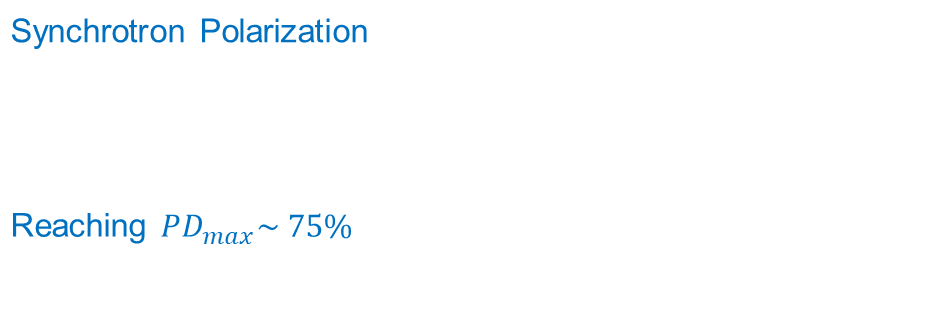 Synchrotron Polarization
Reaching PD_max ~ 75%